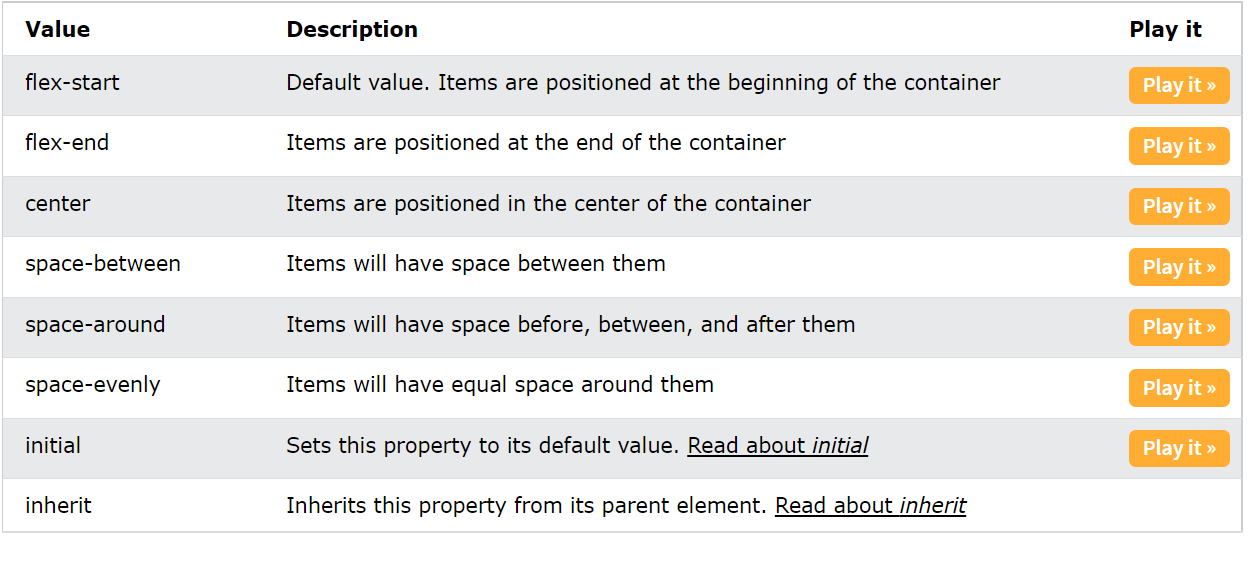 Value Description Play it
flex-start Default value. Items are positioned at the beginning of the container Play it »
flex-end Items are positioned at the end of the container Play it »
center Items are positioned in the center of the container Play it »
space-between Items will have space between them Play it »
space-around Items will have space before, between, and after them Play it »
space-evenly Items will have equal space around them Play it »
initial Sets this property to its default value. Read about initial Play it »
inherit Inherits this property from its parent element. Read about inherit